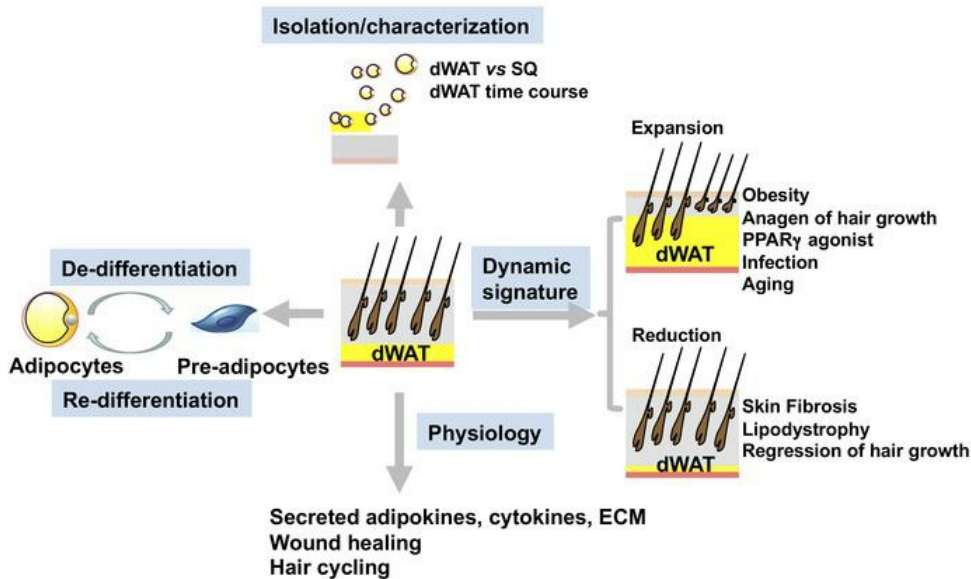 Isolation/characterization
dWAT vs SQ
dWAT time course
Expansion
Obesity
Anagen of hair growth
PPARγ agonist
Infection
Aging
dWAT
De-differentiation
Adipocytes
Pre-adipocytes
Re-differentiation
dWAT
Dynamic
signature
Reduction
Skin Fibrosis
Lipodystrophy
Regression of hair growth
dWAT
Physiology
Secreted adipokines, cytokines, ECM
Wound healing
Hair cycling